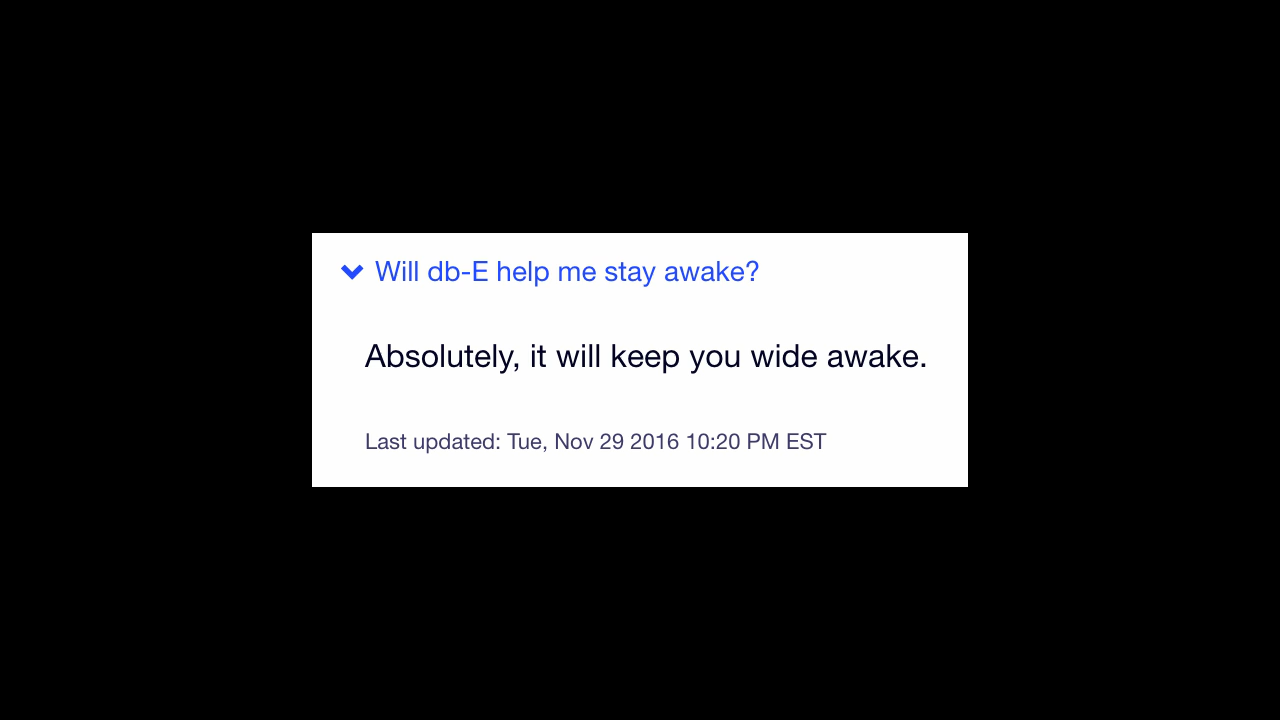 Will db-E help me stay awake?
Absolutely, it will keep you wide awake.
Last updated: Tue, Nov 29 2016 10:20 PM EST